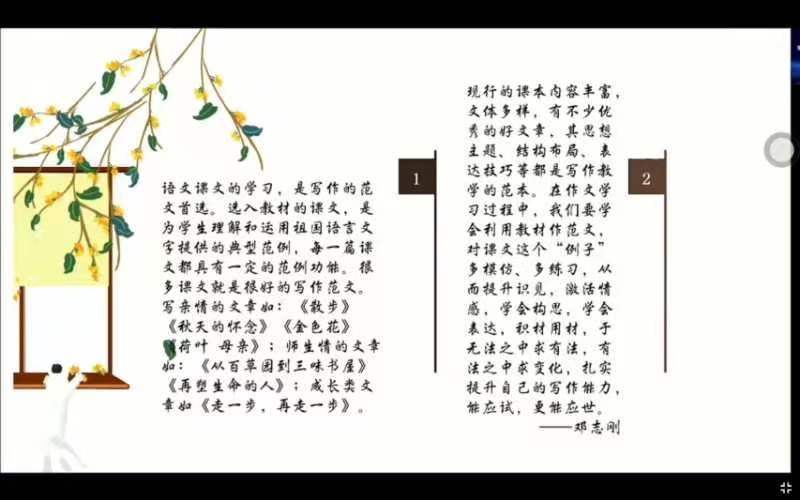 语文课文的学习，是写作的范
文首选。选入教材的课文，是
为学生理解和运用祖国语言文
字提供的典型范例，每一篇课
文都具有一定的范例功能。很
多课文就是很好的写作范文。
写亲情的文章如：《散步》
《秋天的怀念》《金色花》
《荷叶 母亲》；师生情的文章
如：《从百草园到三味书屋》
《再塑生命的人》；成长类文
章如《走一步，再走一步》。
1
现行的课本内容丰富，
文体多样，有不少优
秀的好文章，其思想
主题、结构布局、表
达技巧等都是写作教
学的范本。在作文学
习过程中，我们要学
会利用教材作范文，
对课文这个“例子”
多模仿、多练习，从
而提升识见，激活情
感，学会构思，学会
表达，积材用材，于
无法之中求有法，有
法之中求变化，扎实
提升自己的写作能力，
能应试，更能应世。
——邓志刚
2